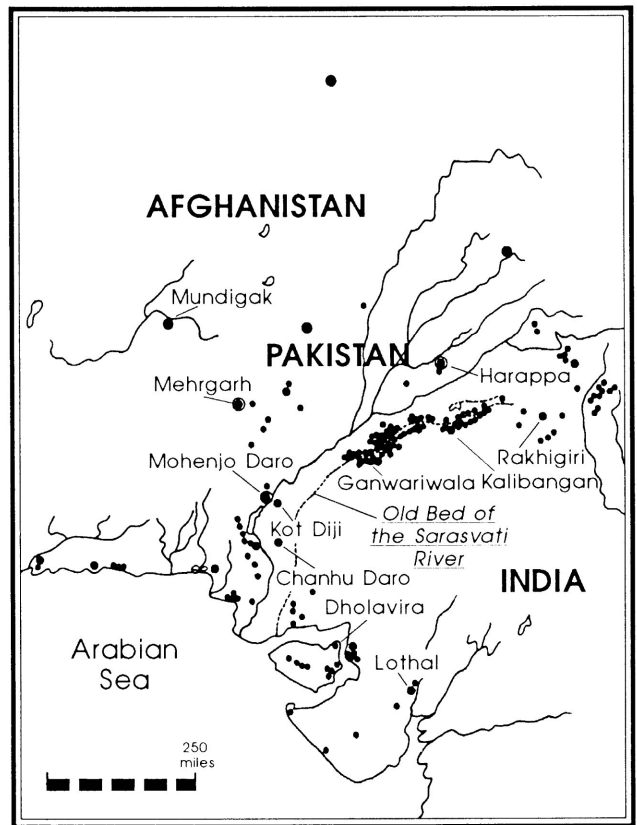 AFGHANISTAN
Mundigak
PAKISTAN
Harappa
Mehrgarh
Rakhigiri
Mohenjo Daro
Ganwariwala
Kalibangan
Kot Diji
Old Bed of
the Sarasvati
River
Chanhu Daro
INDIA
Dholavira
Arabian
Sea
Lothal
250
miles